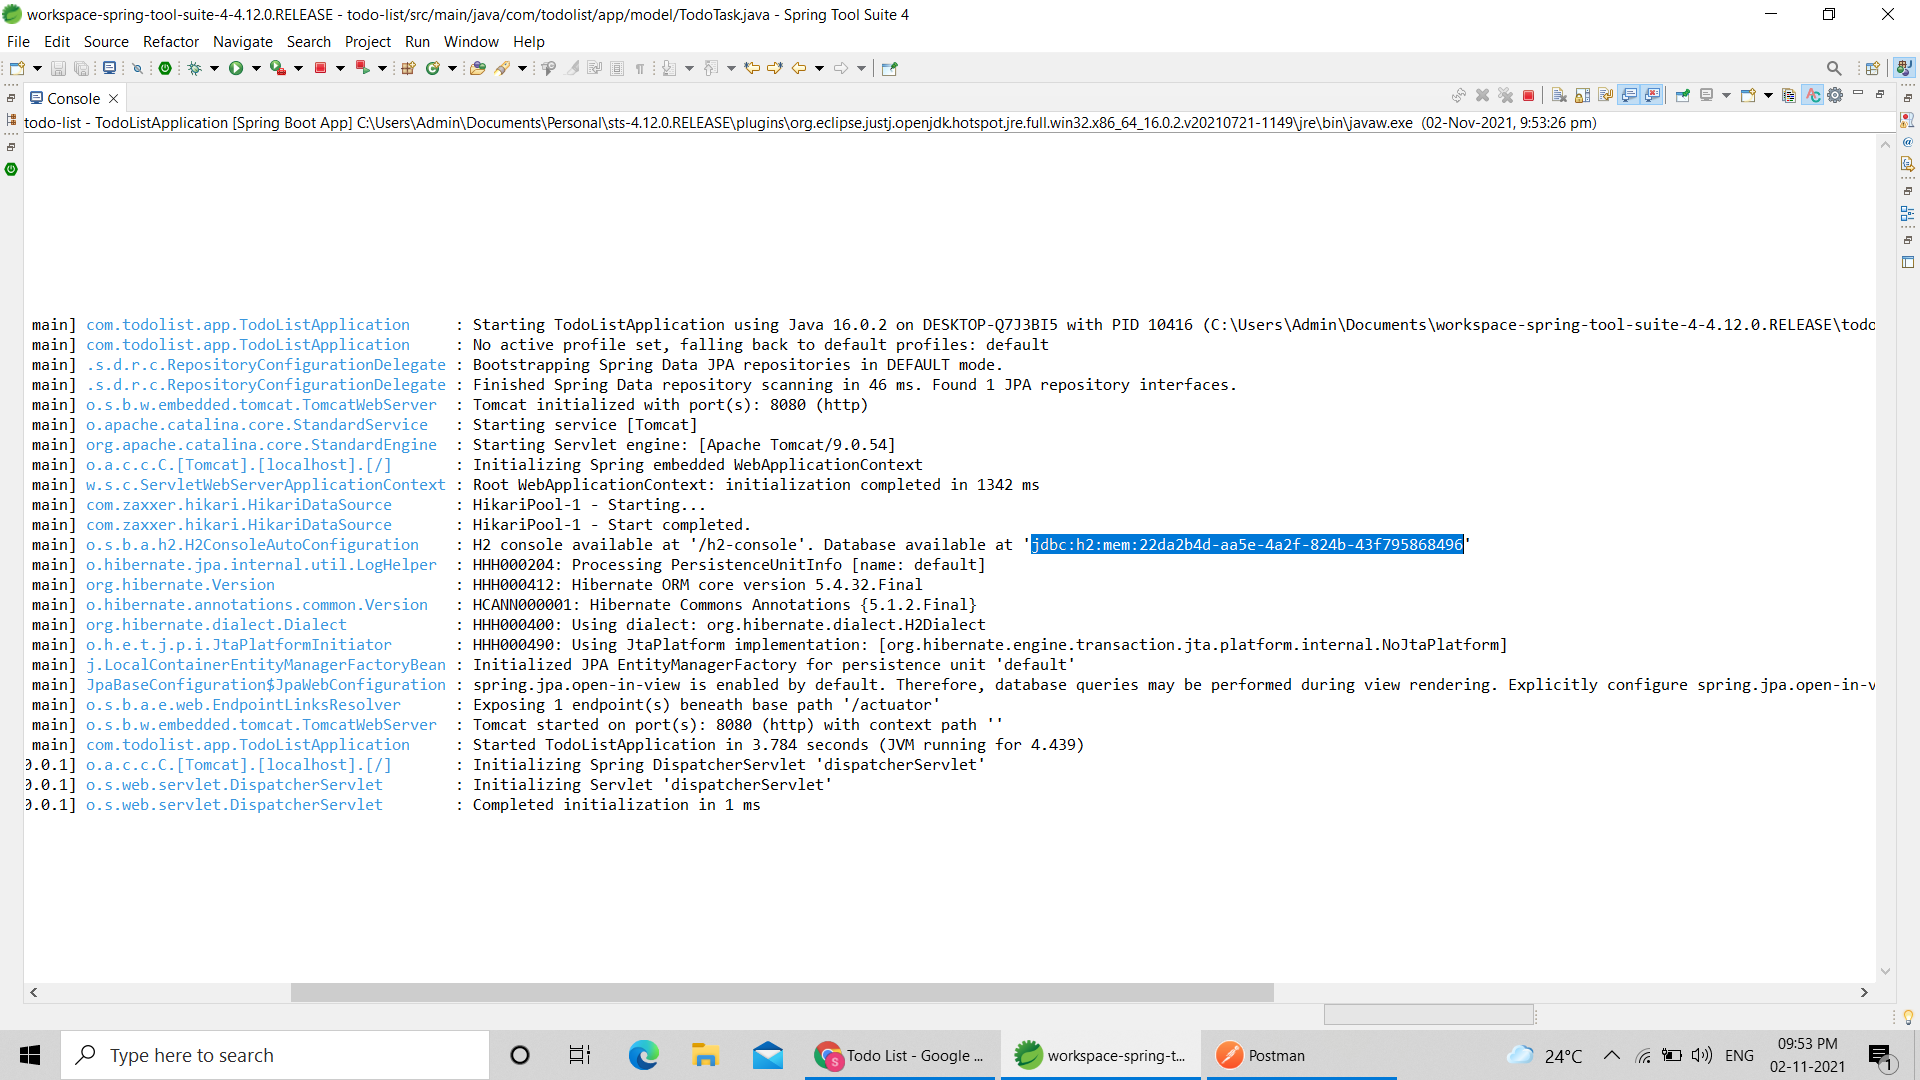 workspace-spring-tool-suite-4-4.12.0.RELEASE - todo-list/src/main/java/com/todolist/app/model/TodoTask.java - Spring Tool Suite 4
File Edit Source Refactor Navigate Search Project Run Window Help
Console
todo-list - TodoListApplication [Spring Boot App] C:\Users\Admin\Documents\Personal\sts-4.12.0.RELEASE\plugins\org.eclipse.justj.openjdk.hotspot.jre.full.win32.x86_64_16.0.2.v20210721-1149\jre\bin\javaw.exe (02-Nov-2021, 9:53:26 pm)
main] com.todolist.app.TodoListApplication : Starting TodoListApplication using Java 16.0.2 on DESKTOP-Q7J3BI5 with PID 10416 (C:\Users\Admin\Documents\workspace-spring-tool-suite-4-4.12.0.RELEASE\todo
main] com.todolist.app.TodoListApplication : No active profile set, falling back to default profiles: default
main] .s.d.r.c.RepositoryConfigurationDelegate : Bootstrapping Spring Data JPA repositories in DEFAULT mode.
main] .s.d.r.c.RepositoryConfigurationDelegate : Finished Spring Data repository scanning in 46 ms. Found 1 JPA repository interfaces.
main] o.s.b.w.embedded.tomcat.TomcatWebServer : Tomcat initialized with port(s): 8080 (http)
main] o.apache.catalina.core.StandardService : Starting service [Tomcat]
main] org.apache.catalina.core.StandardEngine : Starting Servlet engine: [Apache Tomcat/9.0.54]
main] o.a.c.c.C.[Tomcat].[localhost].[/] : Initializing Spring embedded WebApplicationContext
main] w.s.c.ServletWebServerApplicationContext : Root WebApplicationContext: initialization completed in 1342 ms
main] com.zaxxer.hikari.HikariDataSource : HikariPool-1 - Starting...
main] com.zaxxer.hikari.HikariDataSource : HikariPool-1 - Start completed.
main] o.s.b.a.h2.H2ConsoleAutoConfiguration : H2 console available at '/h2-console'. Database available at 'jdbc:h2:mem:22da2b4d-aa5e-4a2f-824b-43f795868496'
main] o.hibernate.jpa.internal.util.LogHelper : HHH000204: Processing PersistenceUnitInfo [name: default]
main] org.hibernate.Version : HHH000412: Hibernate ORM core version 5.4.32.Final
main] o.hibernate.annotations.common.Version : HCANN000001: Hibernate Commons Annotations {5.1.2.Final}
main] org.hibernate.dialect.Dialect : HHH000400: Using dialect: org.hibernate.dialect.H2Dialect
main] o.h.e.t.j.p.i.JtaPlatformInitiator : HHH000490: Using JtaPlatform implementation: [org.hibernate.engine.transaction.jta.platform.internal.NoJtaPlatform]
main] j.LocalContainerEntityManagerFactoryBean : Initialized JPA EntityManagerFactory for persistence unit 'default'
main] JpaBaseConfiguration$JpaWebConfiguration : spring.jpa.open-in-view is enabled by default. Therefore, database queries may be performed during view rendering. Explicitly configure spring.jpa.open-in-v
main] o.s.b.a.e.web.EndpointLinksResolver : Exposing 1 endpoint(s) beneath base path '/actuator'
main] o.s.b.w.embedded.tomcat.TomcatWebServer : Tomcat started on port(s): 8080 (http) with context path ''
main] com.todolist.app.TodoListApplication : Started TodoListApplication in 3.784 seconds (JVM running for 4.439)
0.0.1] o.a.c.c.C.[Tomcat].[localhost].[/] : Initializing Spring DispatcherServlet 'dispatcherServlet'
0.0.1] o.s.web.servlet.DispatcherServlet : Initializing Servlet 'dispatcherServlet'
0.0.1] o.s.web.servlet.DispatcherServlet : Completed initialization in 1 ms
Type here to search
Todo List - Google ...
workspace-spring-t...
Postman
24°C
ENG
09:53 PM
02-11-2021
1